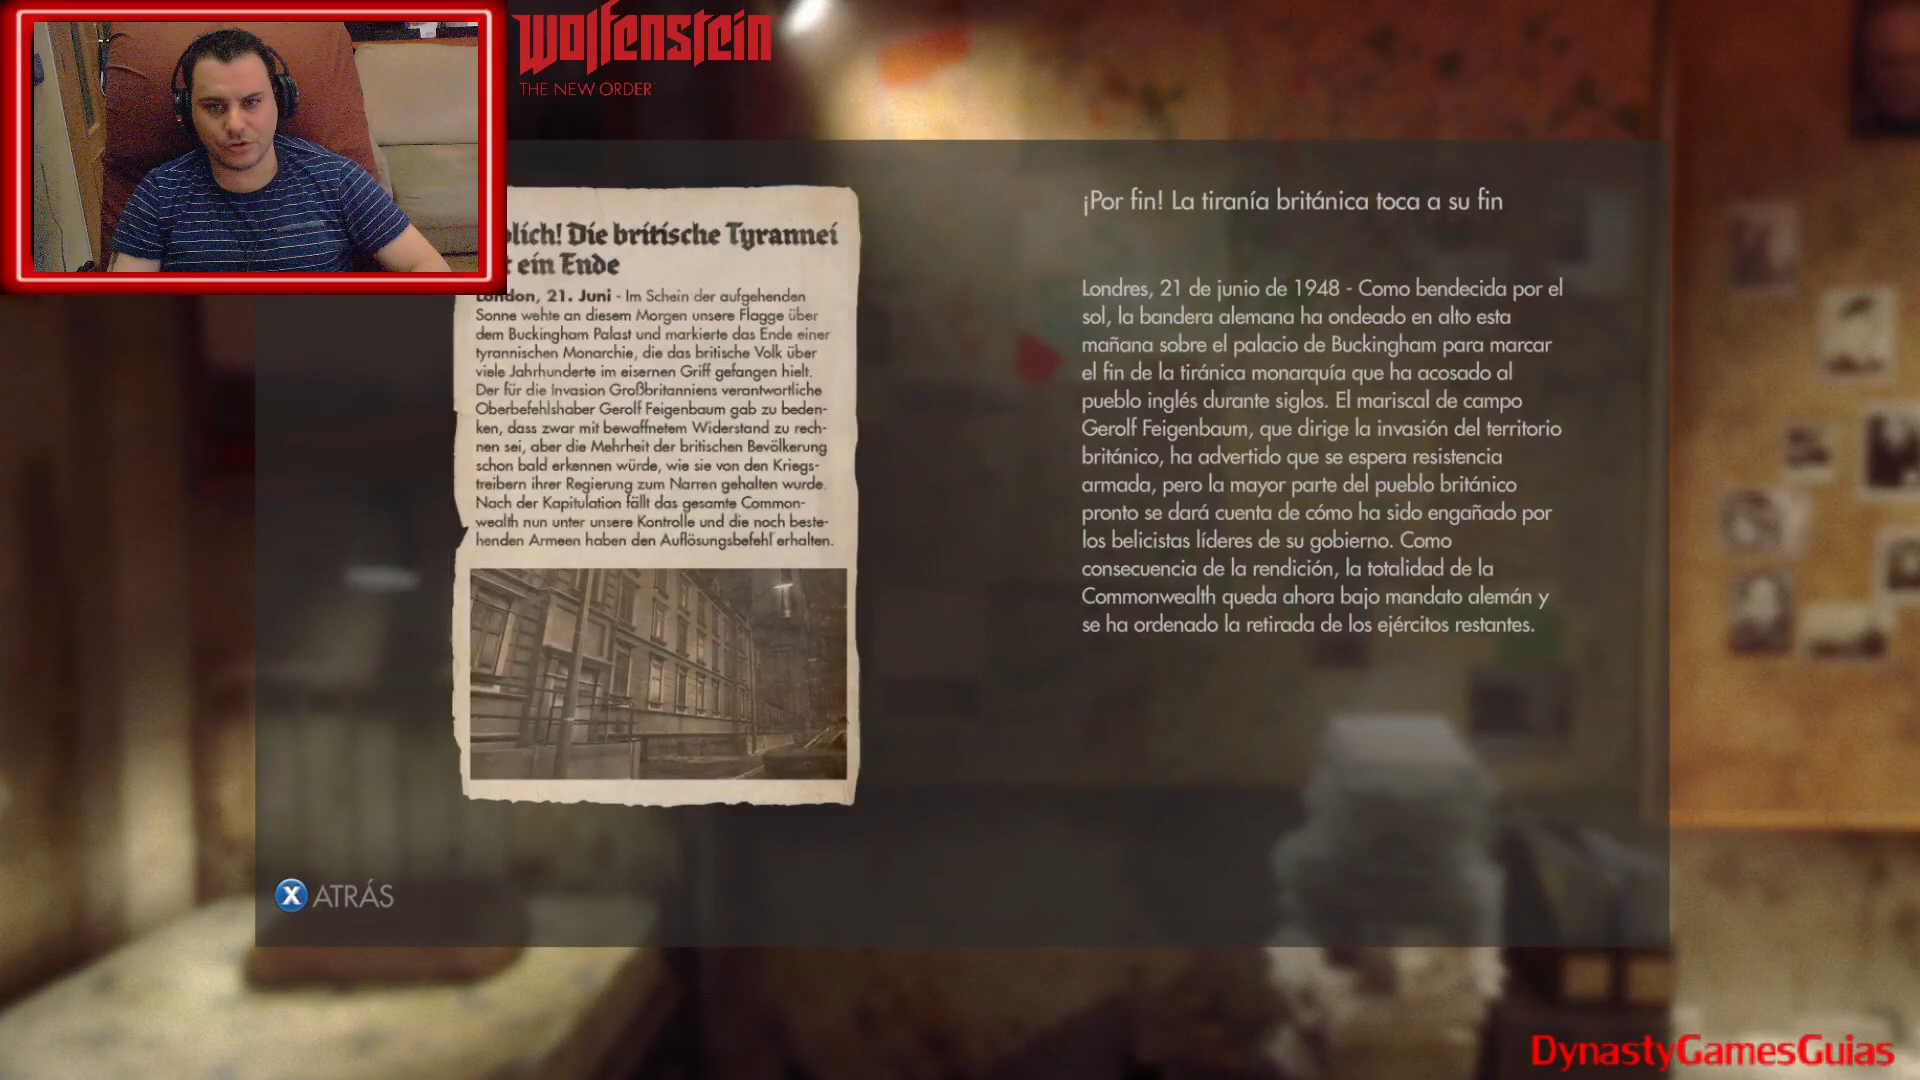 Wolfenstein
THE NEW ORDER
lich! Die britische Tyrannei
ein Ende
London, 21. Juni - Im Schein der aufgehenden
Sonne wehte an diesem Morgen unsere Flagge über
dem Buckingham Palast und markierte das Ende einer
tyrannischen Monarchie, die das britische Volk über
viele Jahrhunderte im eisernen Griff gefangen hielt.
Der für die Invasion Großbritanniens verantwortliche
Oberbefehlshaber Gerolf Feigenbaum gab zu beden-
ken, dass zwar mit bewaffnetem Widerstand zu rech-
nen sei, aber die Mehrheit der britischen Bevölkerung
schon bald erkennen würde, wie sie von den Kriegs-
treibern ihrer Regierung zum Narren gehalten wurde.
Nach der Kapitulation fällt das gesamte Common-
wealth nun unter unsere Kontrolle und die noch beste-
henden Armeen haben den Auflösungsbefehl erhalten.
¡Por fin! La tiranía británica toca a su fin
Londres, 21 de junio de 1948 - Como bendecida por el
sol, la bandera alemana ha ondeado en alto esta
mañana sobre el palacio de Buckingham para marcar
el fin de la tiránica monarquía que ha acosado al
pueblo inglés durante siglos. El mariscal de campo
Gerolf Feigenbaum, que dirige la invasión del territorio
británico, ha advertido que se espera resistencia
armada, pero la mayor parte del pueblo británico
pronto se dará cuenta de cómo ha sido engañado por
los belicistas líderes de su gobierno. Como
consecuencia de la rendición, la totalidad de la
Commonwealth queda ahora bajo mandato alemán y
se ha ordenado la retirada de los ejércitos restantes.
X ATRÁS
DynastyGamesGuias